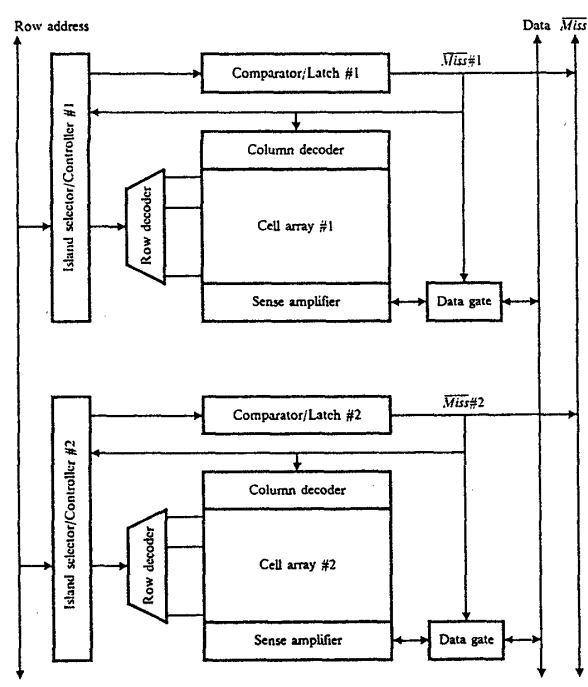 Row address
Data
Miss
Island selector/Controller #1
Comparator/Latch #1
Miss#1
Column decoder
Row decoder
Cell array #1
Sense amplifier
Data gate
Island selector/Controller #2
Comparator/Latch #2
Miss#2
Column decoder
Row decoder
Cell array #2
Sense amplifier
Data gate